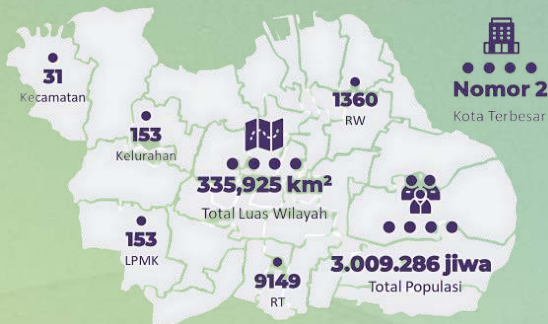 31
Kecamatan
153
Kelurahan
153
LPMK
335,925 km²
Total Luas Wilayah
1360
RW
9149
RT
3.009.286 jiwa
Total Populasi
Nomor 2
Kota Terbesar